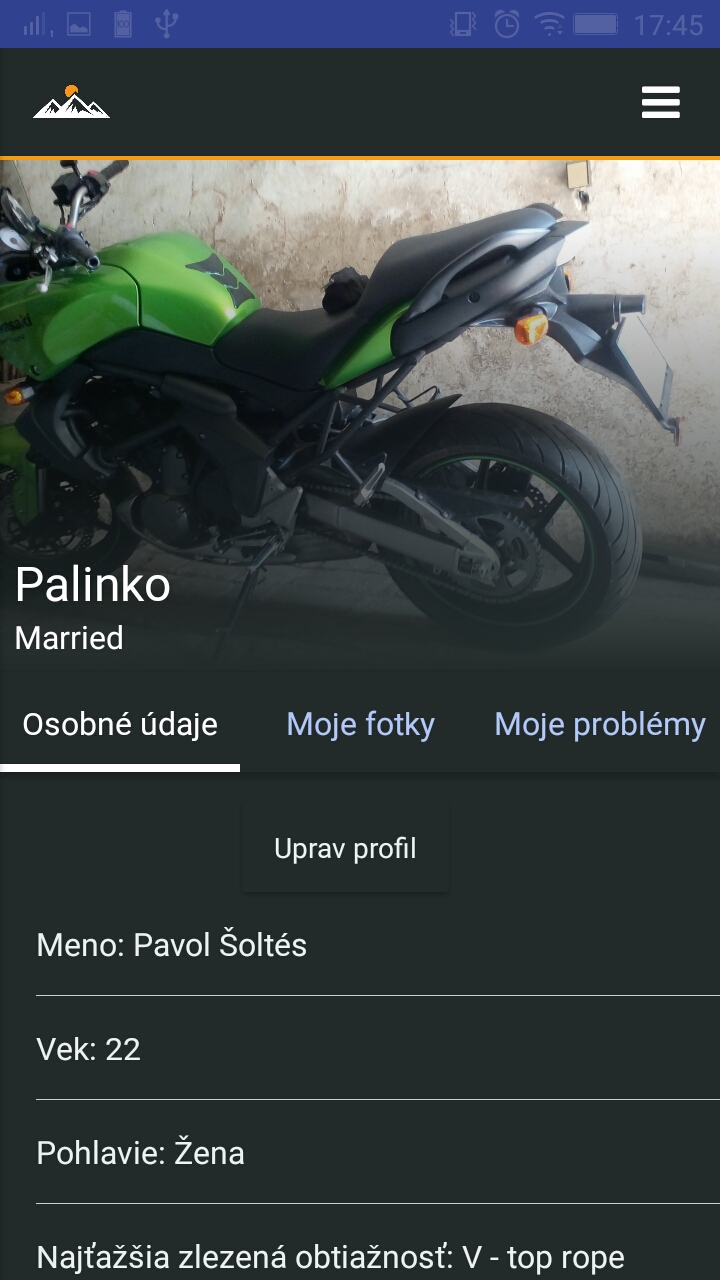 17:45
Palinko
Married
Osobné údaje Moje fotky Moje problémy
Uprav profil
Meno: Pavol Šoltés
Vek: 22
Pohlavie: Žena
Najťažšia zlezená obtiažnosť: V - top rope